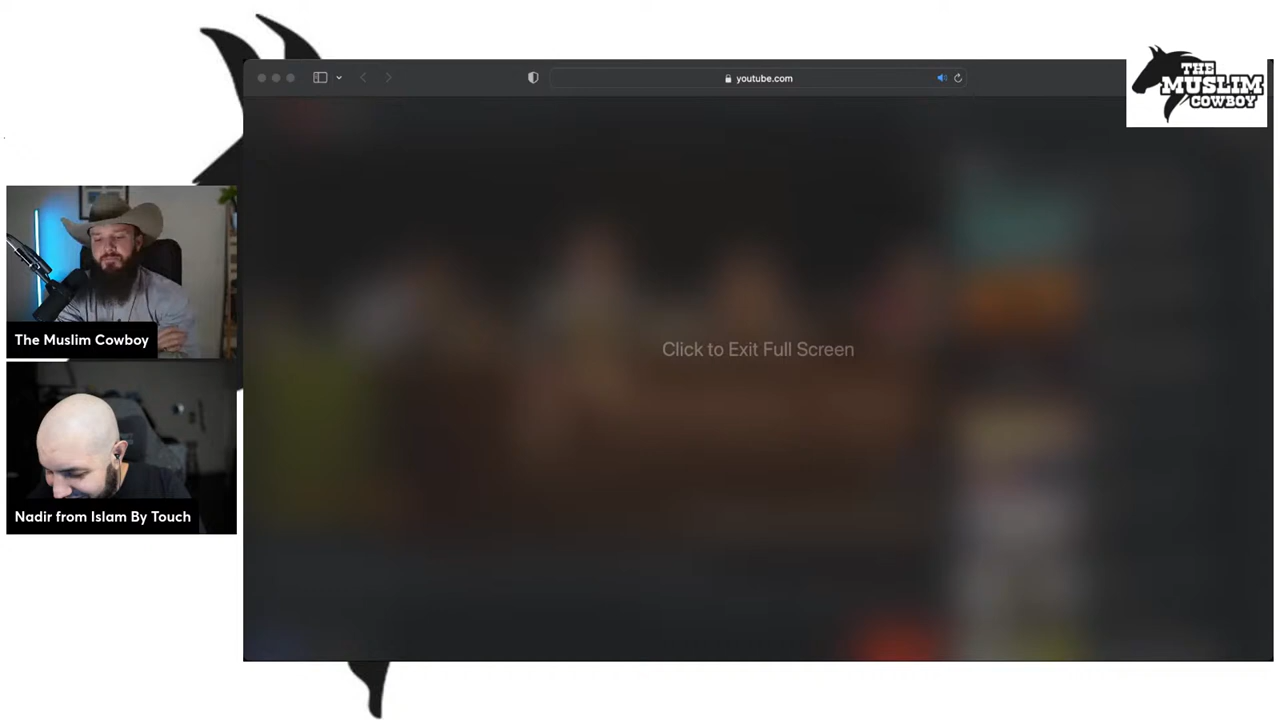 youtube.com
THE
MUSLIM
COWBOY
Click to Exit Full Screen
The Muslim Cowboy
Nadir from Islam By Touch